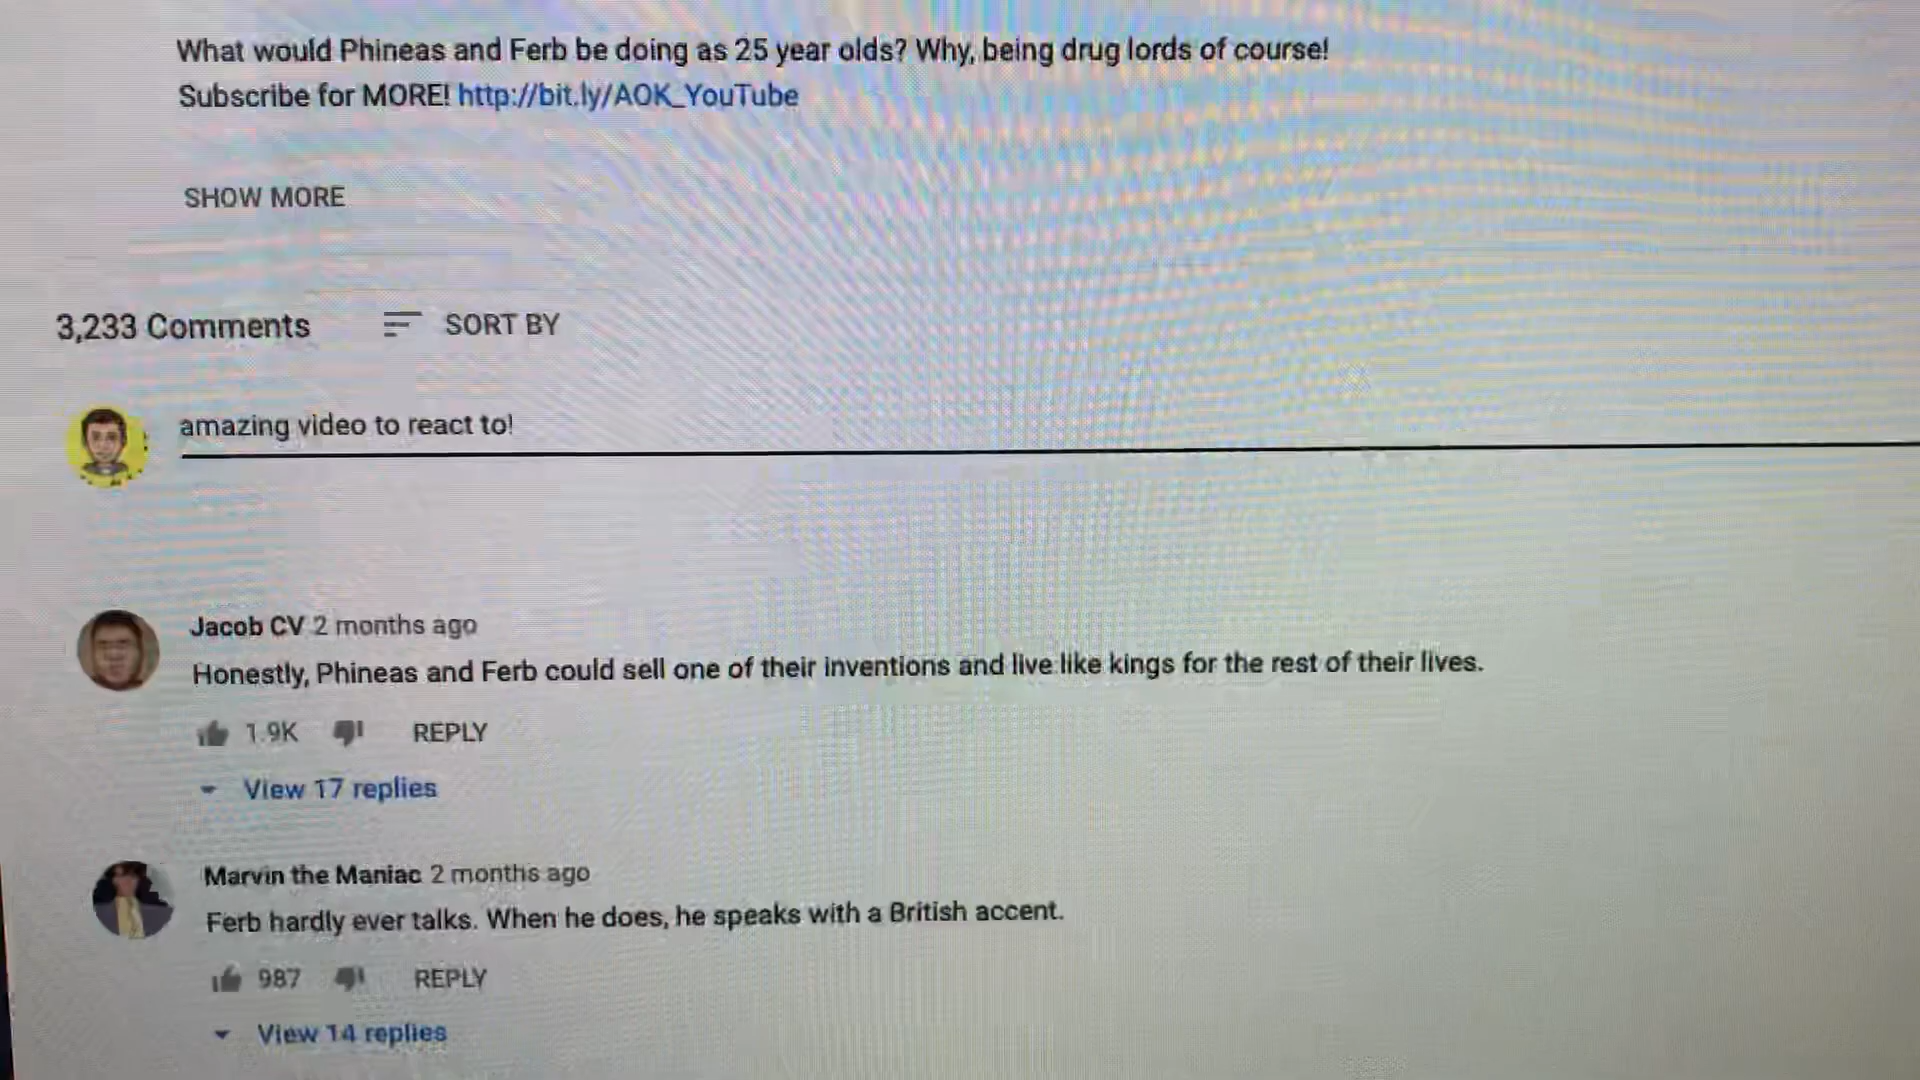 What would Phineas and Ferb be doing as 25 year olds? Why, being drug lords of course!
Subscribe for MORE! http://bit.ly/AOK_YouTube
SHOW MORE
3,233 Comments SORT BY
amazing video to react to!
Jacob CV 2 months ago
Honestly, Phineas and Ferb could sell one of their inventions and live like kings for the rest of their lives.
1.9K REPLY
View 17 replies
Marvin the Maniac 2 months ago
Ferb hardly ever talks. When he does, he speaks with a British accent.
987 REPLY
View 14 replies